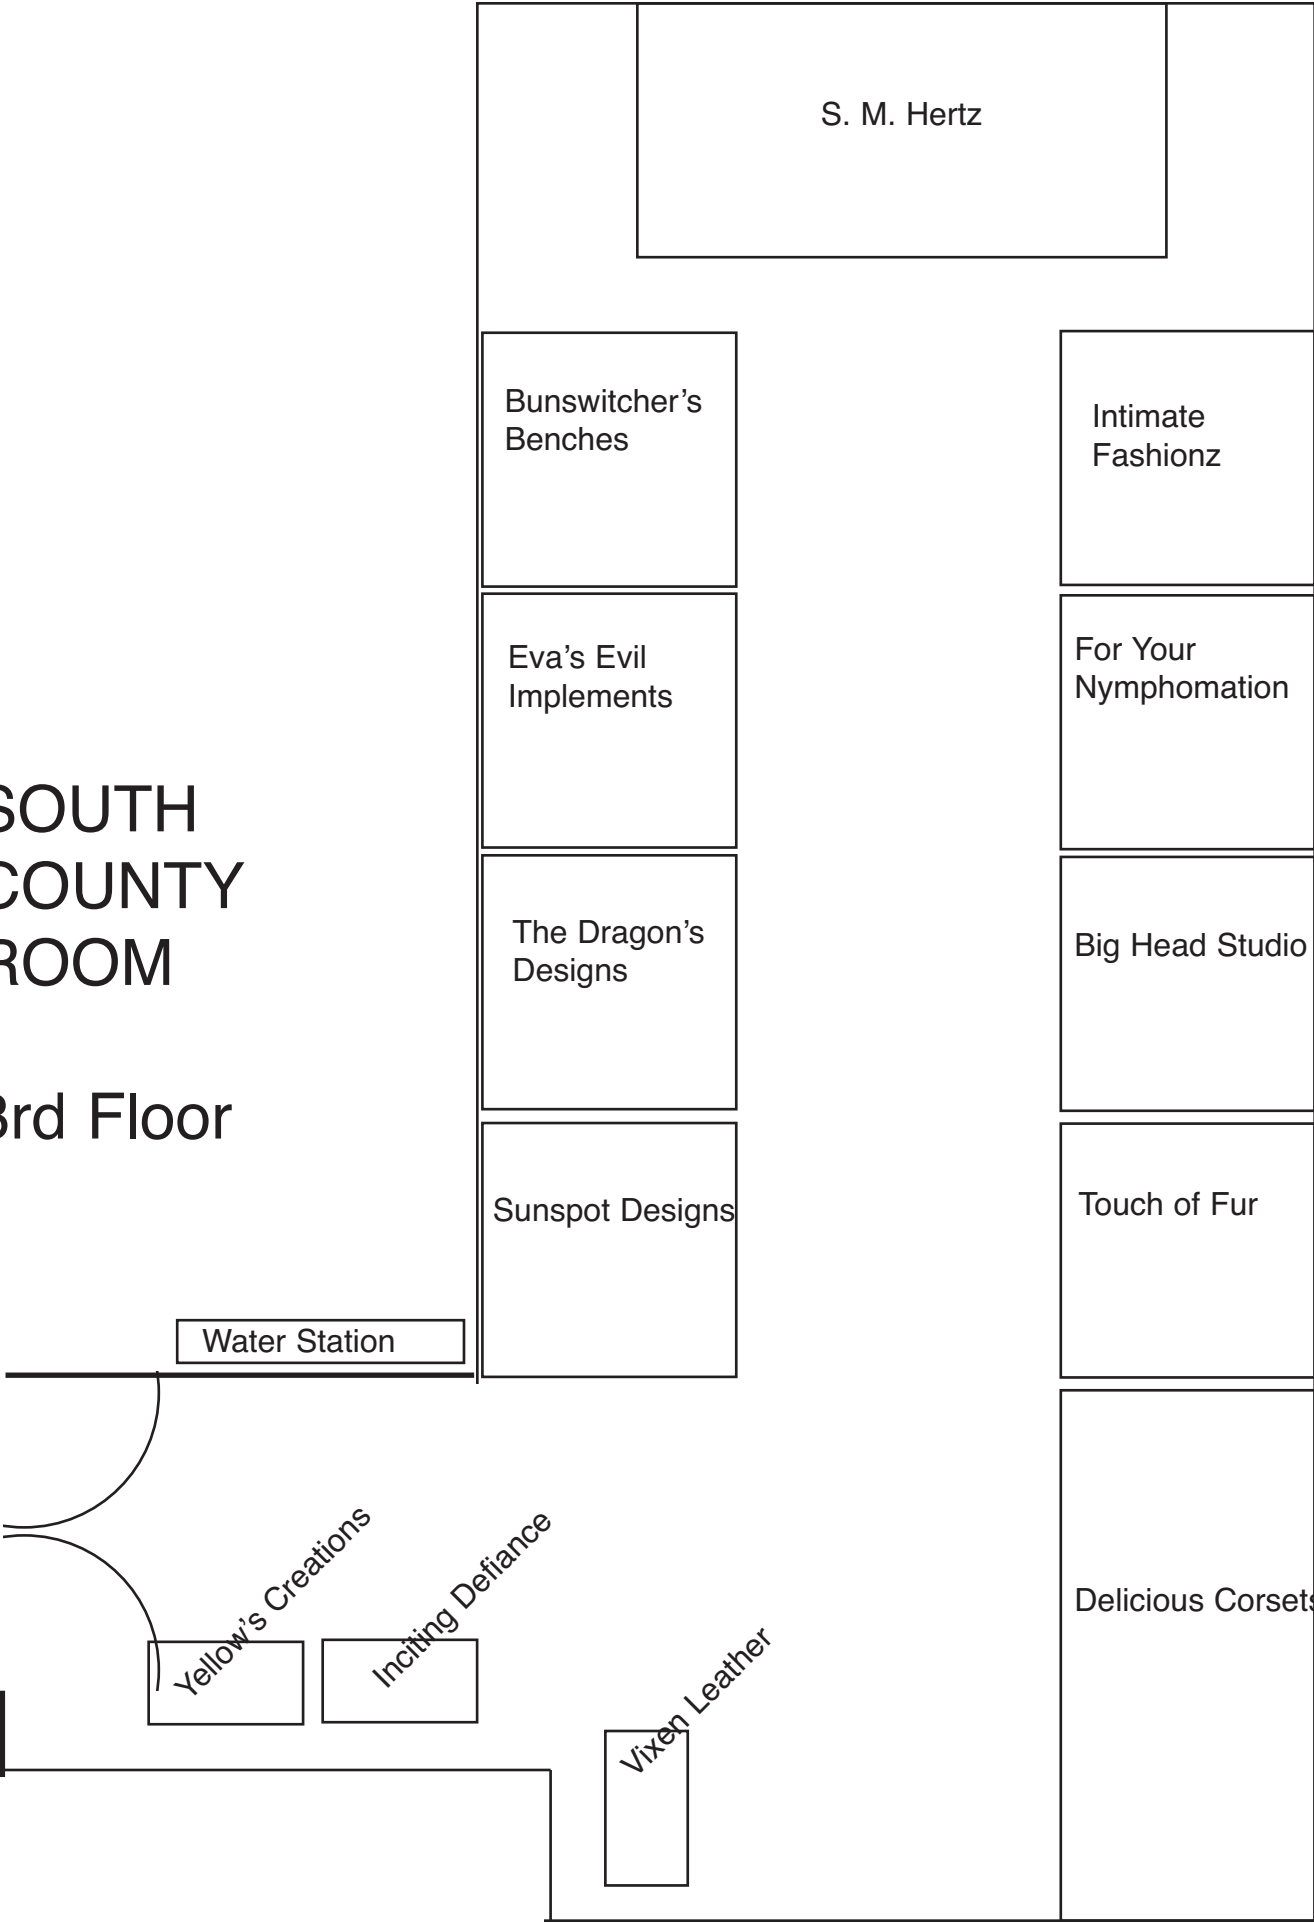 S. M. Hertz
Bunswitcher’s
Benches
Intimate
Fashionz
Eva’s Evil
Implements
For Your
Nymphomation
SOUTH
COUNTY
ROOM
3rd Floor
The Dragon’s
Designs
Big Head Studio
Sunspot Designs
Touch of Fur
Water Station
Yellow’s Creations
Inciting Defiance
Vixen Leather
Delicious Corsets